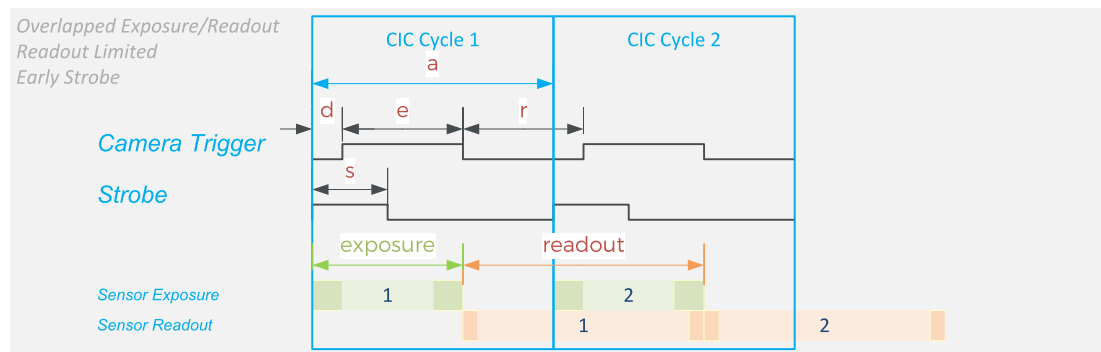 Overlapped Exposure/Readout
Readout Limited
Early Strobe
CIC Cycle 1
CIC Cycle 2
a
d
e
r
Camera Trigger
s
Strobe
exposure
readout
Sensor Exposure
1
2
Sensor Readout
1
2